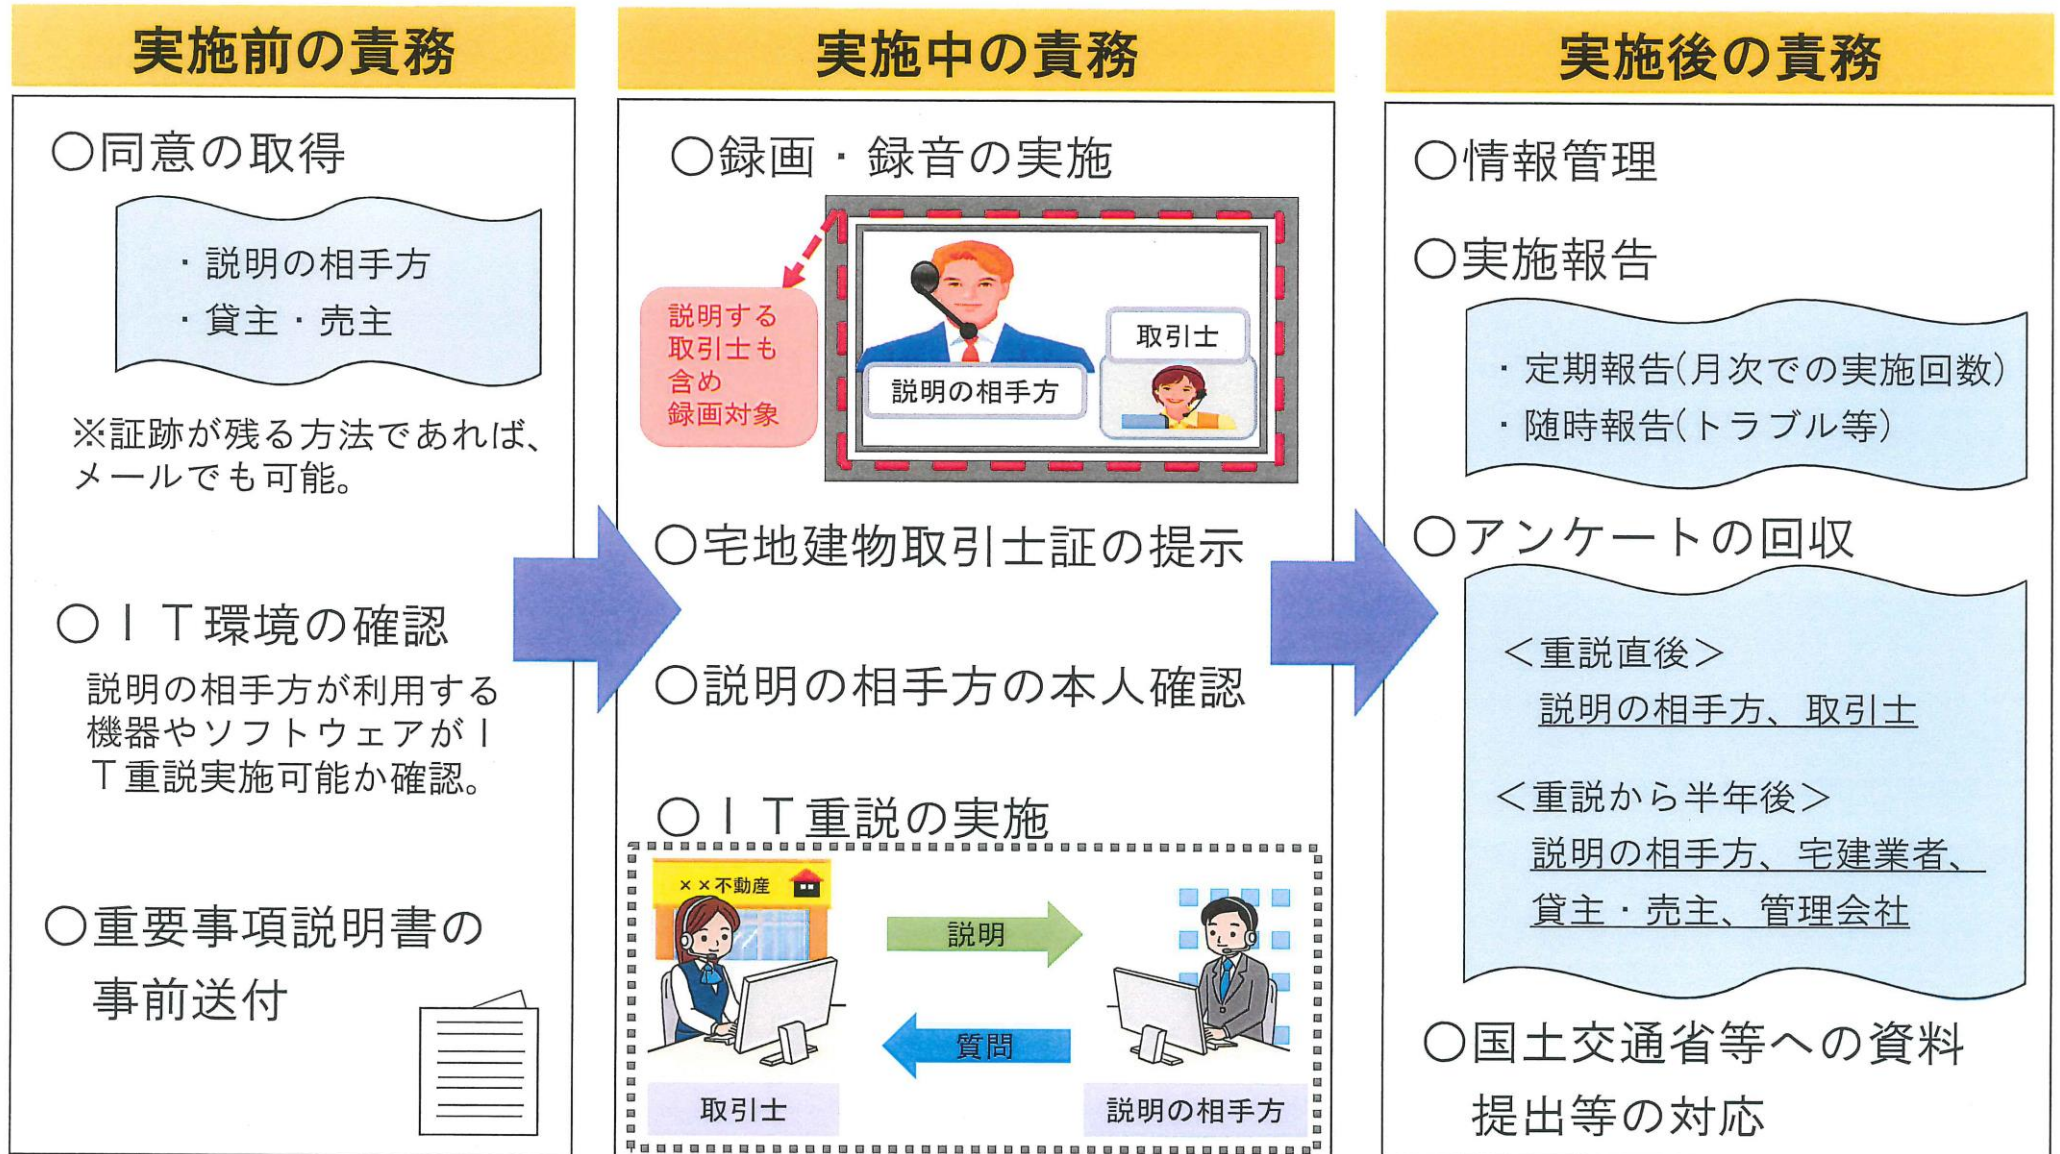 実施前の責務
○同意の取得
・説明の相手方
・貸主・売主
※証跡が残る方法であれば、
メールでも可能。
○ＩＴ環境の確認
説明の相手方が利用する
機器やソフトウェアがＩ
Ｔ重説実施可能か確認。
○重要事項説明書の
事前送付
実施中の責務
○録画・録音の実施
説明する
取引士も
含め
録画対象
説明の相手方
取引士
○宅地建物取引士証の提示
○説明の相手方の本人確認
○ＩＴ重説の実施
××不動産
説明
質問
取引士
説明の相手方
実施後の責務
○情報管理
○実施報告
・定期報告(月次での実施回数)
・随時報告(トラブル等)
○アンケートの回収
＜重説直後＞
説明の相手方、取引士
＜重説から半年後＞
説明の相手方、宅建業者、
貸主・売主、管理会社
○国土交通省等への資料
提出等の対応